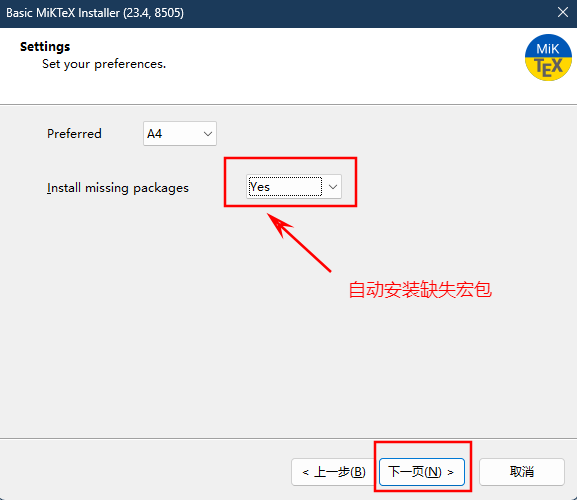 Basic MiKTeX Installer (23.4, 8505)
Settings
Set your preferences.
MiK
TEX
Preferred
A4
Install missing packages
Yes
自动安装缺失宏包
< 上一步(B)
下一页(N) >
取消